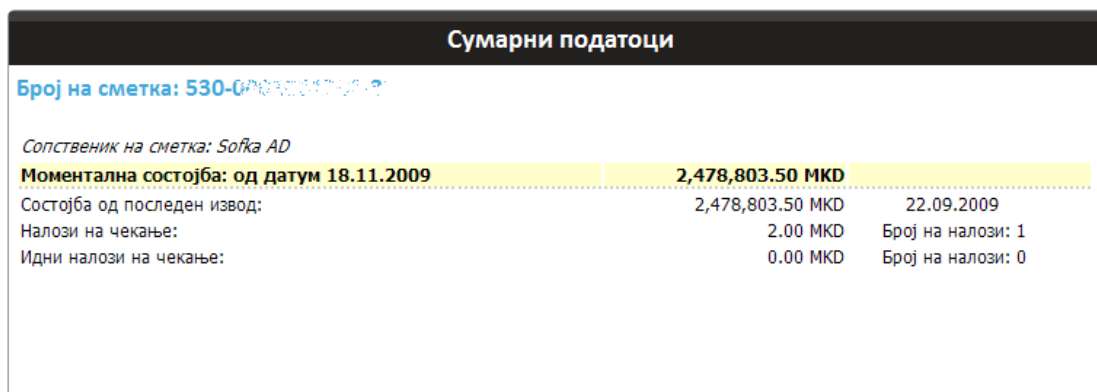 Сумарни податоци
Број на сметка:
Сопственик на сметка: Sofka AD
Моментална состојба: од датум 18.11.2009 2,478,803.50 MKD
Состојба од последен извод: 2,478,803.50 MKD 22.09.2009
Налози на чекање: 2.00 MKD Број на налози: 1
Идни налози на чекање: 0.00 MKD Број на налози: 0